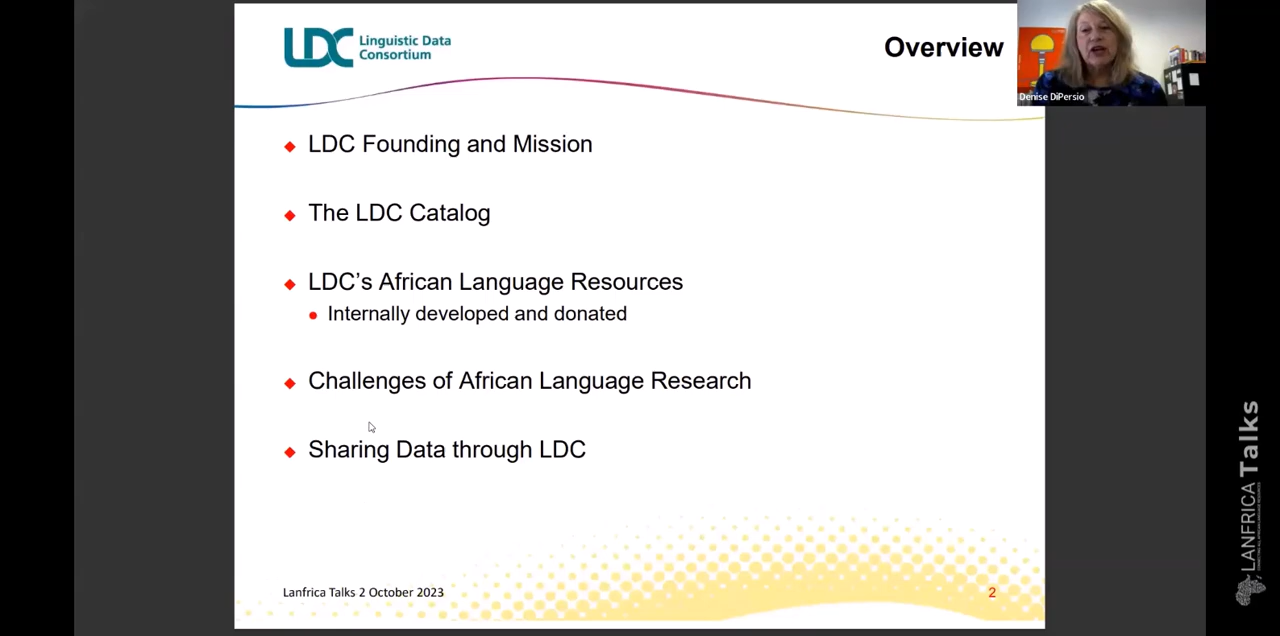 LDC Linguistic Data
Consortium
Overview
Denise DiPersio
LDC Founding and Mission
The LDC Catalog
LDC's African Language Resources
Internally developed and donated
Challenges of African Language Research
Sharing Data through LDC
Lanfrica Talks 2 October 2023
2
LANFRICA Talks